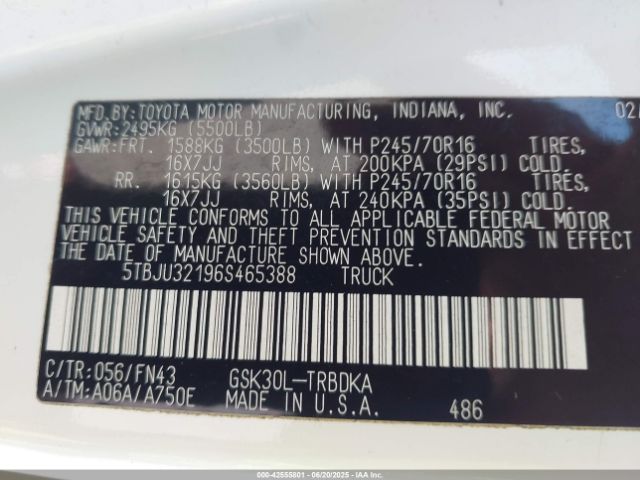 MFD.BY:TOYOTA MOTOR MANUFACTURING, INDIANA, INC. 02/
GVWR:2495KG (5500LB)
GAWR:FRT. 1588KG (3500LB) WITH P245/70R16 TIRES,
16X7JJ RIMS, AT 200KPA (29PSI) COLD.
RR. 1615KG (3560LB) WITH P245/70R16 TIRES,
16X7JJ RIMS, AT 240KPA (35PSI) COLD.
THIS VEHICLE CONFORMS TO ALL APPLICABLE FEDERAL MOTOR
VEHICLE SAFETY AND THEFT PREVENTION STANDARDS IN EFFECT
THE DATE OF MANUFACTURE SHOWN ABOVE.
5TBJU32196S465388 TRUCK
C/TR:056/FN43 GSK30L-TRBDKA
A/TM:A06A/A750E MADE IN U.S.A. 486
000-42555801 - 06/20/2025 - IAAI.COM